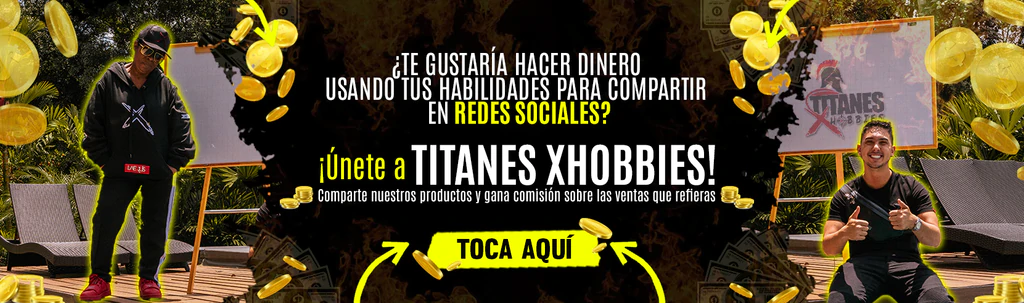 ¿TE GUSTARÍA HACER DINERO
USANDO TUS HABILIDADES PARA COMPARTIR
EN REDES SOCIALES?
¡Únete a TITANES XHOBBIES!
Comparte nuestros productos y gana comisión sobre las ventas que refieras
TOCA AQUÍ
TITANES
HOBBIES